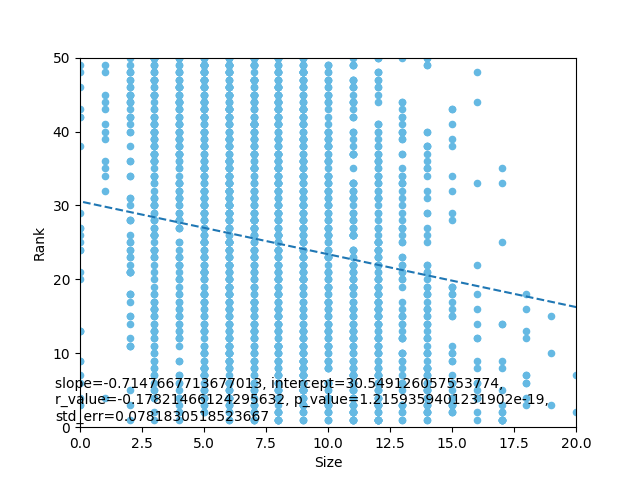 50
40
30
20
10
0
Rank
slope=-0.7147667713677013, intercept=30.549126057553774,
r_value=-0.17821466124295632, p_value=1.2159359401231902e-19,
std_err=0.0781830518523667
0.0 2.5 5.0 7.5 10.0 12.5 15.0 17.5 20.0
Size